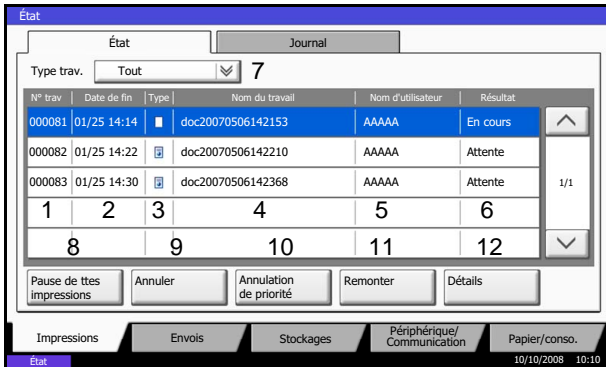 État
État Journal
Type trav. Tout 7
N° trav Date de fin Type Nom du travail Nom d'utilisateur Résultat
000081 01/25 14:14 doc20070506142153 AAAAA En cours
000082 01/25 14:22 doc20070506142210 AAAAA Attente
000083 01/25 14:30 doc20070506142368 AAAAA Attente 1/1
1 2 3 4 5 6
8 9 10 11 12
Pause de ttes impressions Annuler Annulation de priorité Remonter Détails
Impressions Envois Stockages Périphérique/ Communication Papier/conso.
État 10/10/2008 10:10